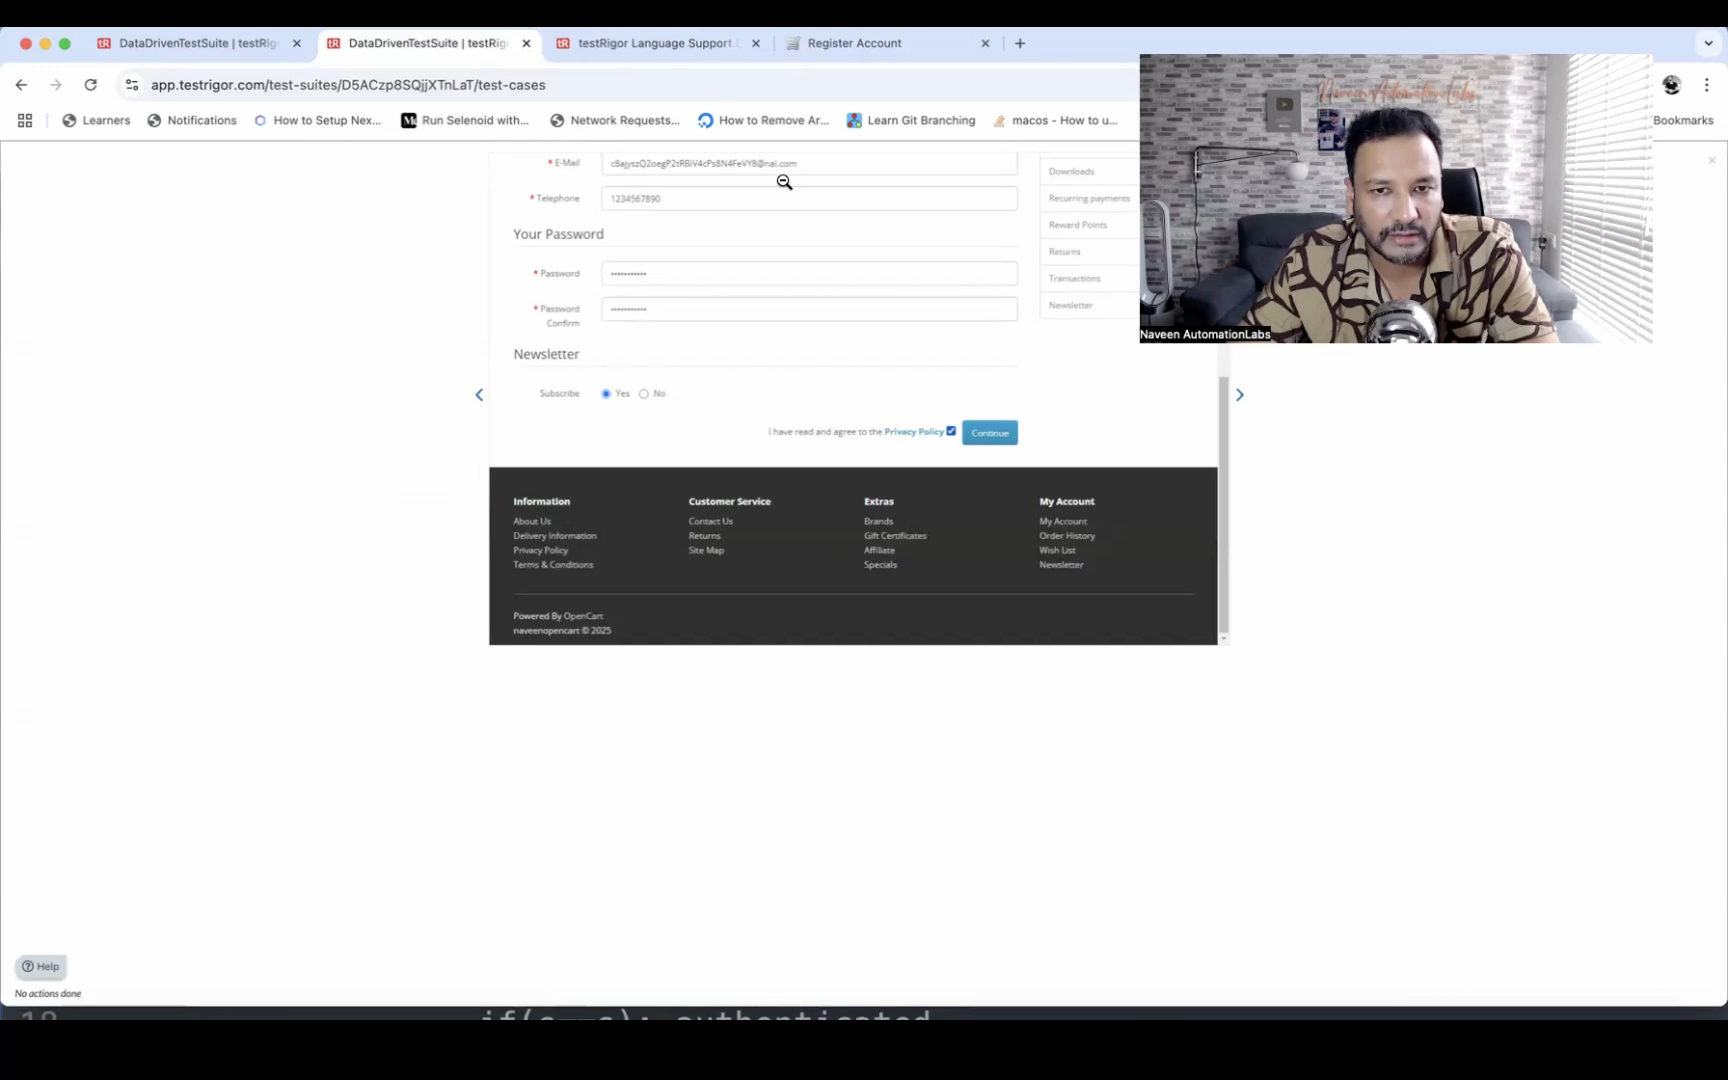 DataDrivenTestSuite | testRig
DataDrivenTestSuite | testRig
testRigor Language Support
Register Account
app.testrigor.com/test-suites/D5ACzp8SQjjXTnLaT/test-cases
Learners
Notifications
How to Setup Nex...
Run Selenoid with...
Network Requests...
How to Remove Ar...
Learn Git Branching
macos - How to u...
Bookmarks
NaveenAutomationLabs
Naveen AutomationLabs
* E-Mail
* Telephone
1234567890
Your Password
* Password
* Password Confirm
Newsletter
Subscribe
Yes
No
I have read and agree to the Privacy Policy
Continue
Downloads
Recurring payments
Reward Points
Returns
Transactions
Newsletter
Information
About Us
Delivery Information
Privacy Policy
Terms & Conditions
Customer Service
Contact Us
Returns
Site Map
Extras
Brands
Gift Certificates
Affiliate
Specials
My Account
My Account
Order History
Wish List
Newsletter
Powered By OpenCart
naveenopencart © 2025
Help
No actions done